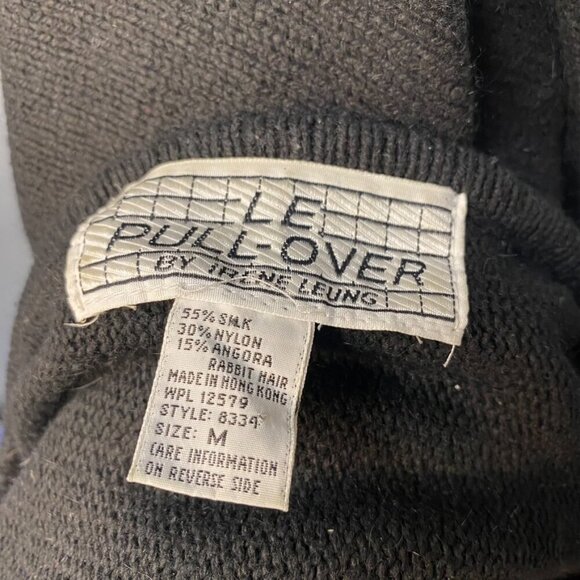 LE
PULL-OVER
BY IRENE LEUNG
55% SILK
30% NYLON
15% ANGORA
RABBIT HAIR
MADE IN HONG KONG
WPL 12579
STYLE: 8334
SIZE: M
CARE INFORMATION
ON REVERSE SIDE